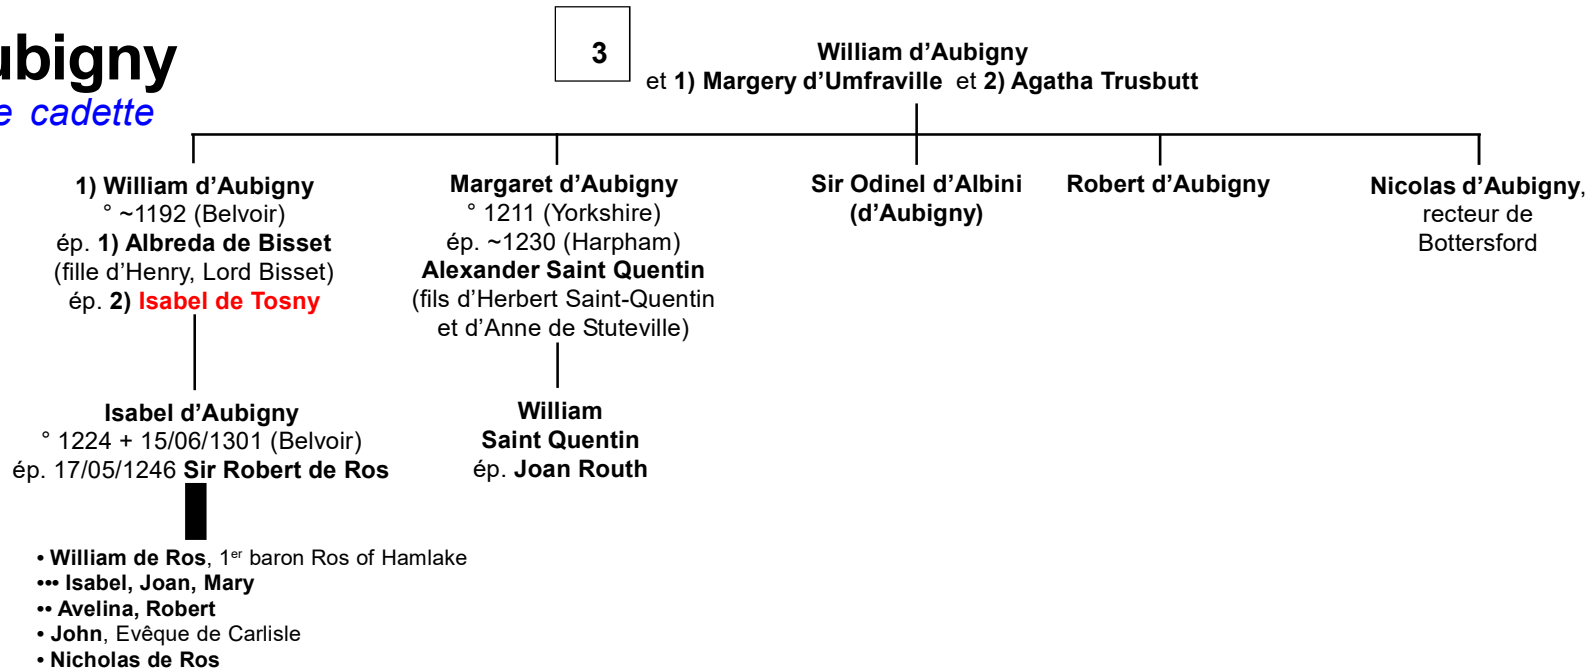 ubigny
e cadette
3
William d’Aubigny
et 1) Margery d’Umfraville et 2) Agatha Trusbutt
1) William d’Aubigny
° ~1192 (Belvoir)
ép. 1) Albreda de Bisset
(fille d’Henry, Lord Bisset)
ép. 2) Isabel de Tosny
Margaret d’Aubigny
° 1211 (Yorkshire)
ép. ~1230 (Harpham)
Alexander Saint Quentin
(fils d’Herbert Saint-Quentin
et d’Anne de Stuteville)
Sir Odinel d’Albini
(d’Aubigny)
Robert d’Aubigny
Nicolas d’Aubigny,
recteur de
Bottersford
Isabel d’Aubigny
° 1224 + 15/06/1301 (Belvoir)
ép. 17/05/1246 Sir Robert de Ros
William
Saint Quentin
ép. Joan Routh
• William de Ros, 1er baron Ros of Hamlake
••• Isabel, Joan, Mary
•• Avelina, Robert
• John, Evêque de Carlisle
• Nicholas de Ros